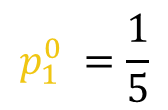 p₁⁰ = 1/5